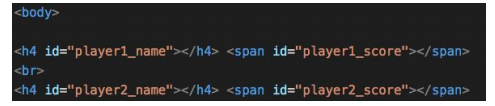 <body>
<h4 id="player1_name"></h4> <span id="player1_score"></span>
<br>
<h4 id="player2_name"></h4> <span id="player2_score"></span>